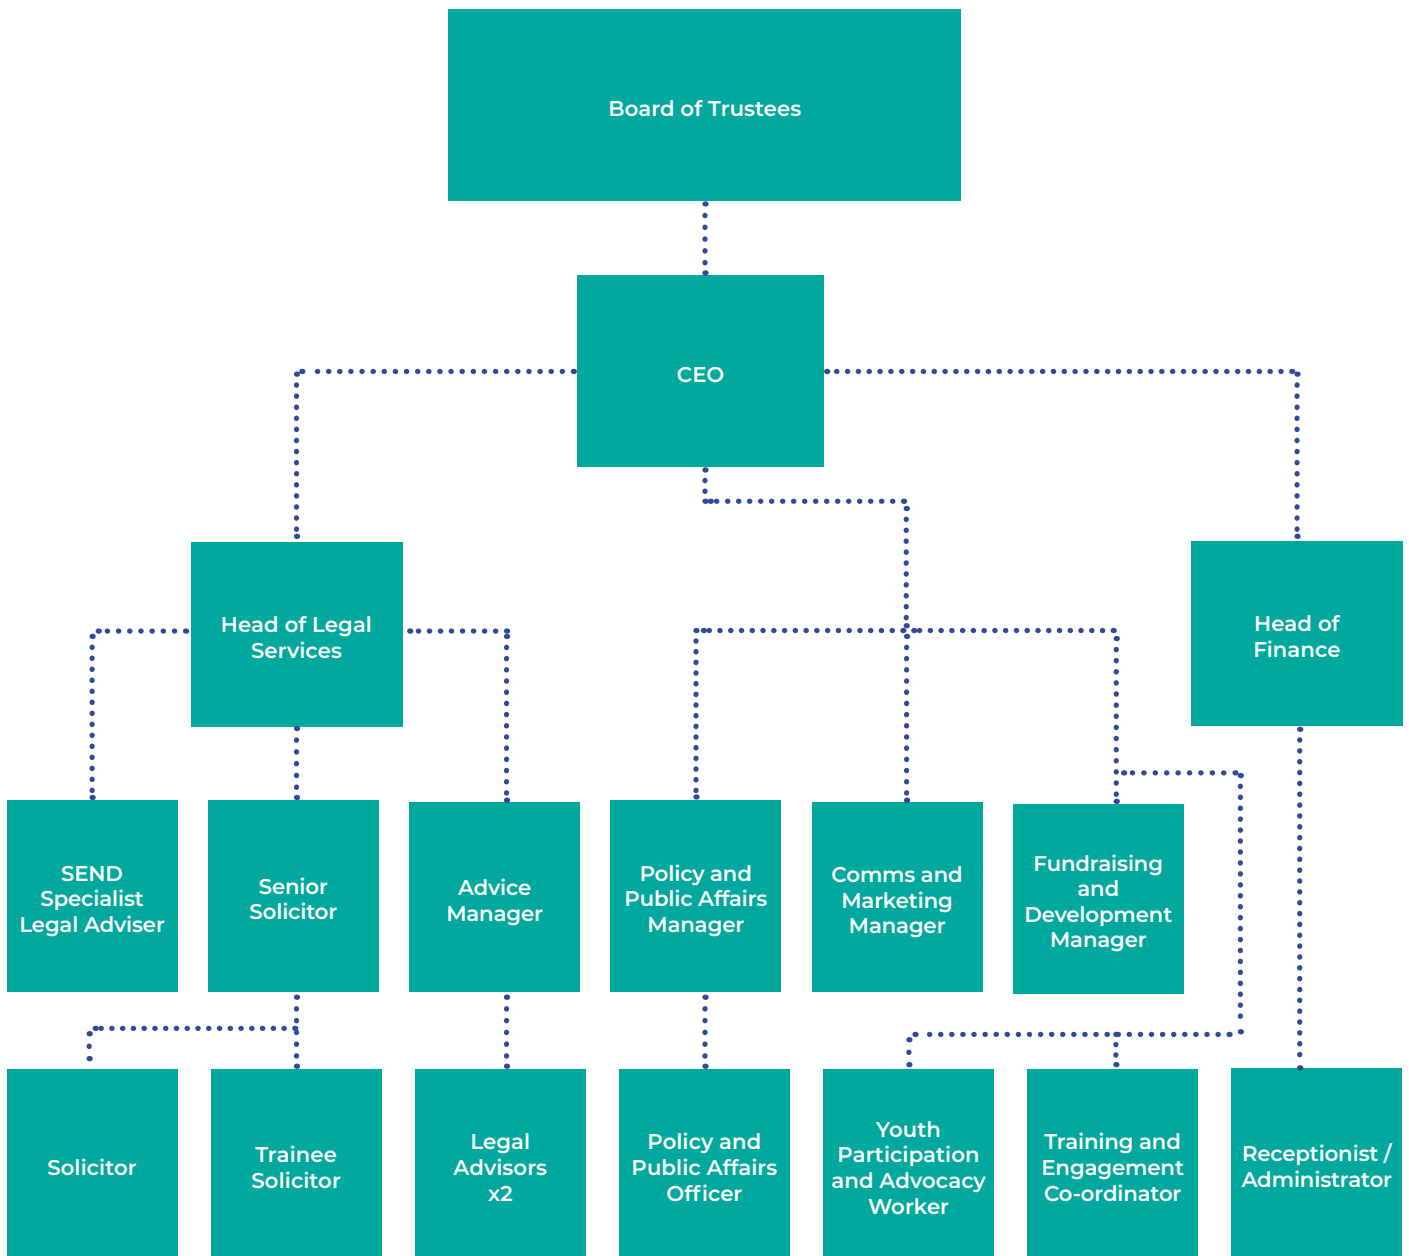 Board of Trustees
CEO
Head of Legal
Services
Head of
Finance
SEND
Specialist
Legal Adviser
Senior
Solicitor
Advice
Manager
Policy and
Public Affairs
Manager
Comms and
Marketing
Manager
Fundraising
and
Development
Manager
Solicitor
Trainee
Solicitor
Legal
Advisors
x2
Policy and
Public Affairs
Officer
Youth
Participation
and Advocacy
Worker
Training and
Engagement
Co-ordinator
Receptionist /
Administrator